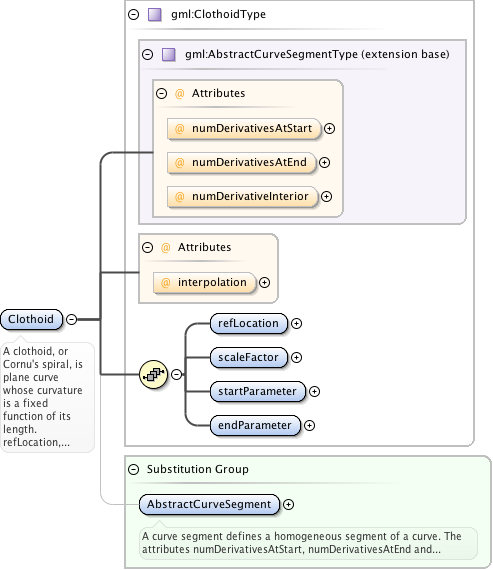 gml:ClothoidType
gml:AbstractCurveSegmentType (extension base)
@ Attributes
@ numDerivativesAtStart
@ numDerivativesAtEnd
@ numDerivativeInterior
@ Attributes
@ interpolation
Clothoid
A clothoid, or
Cornu's spiral, is
plane curve
whose curvature
is a fixed
function of its
length.
refLocation,...
refLocation
scaleFactor
startParameter
endParameter
Substitution Group
AbstractCurveSegment
A curve segment defines a homogeneous segment of a curve. The
attributes numDerivativesAtStart, numDerivativesAtEnd and...